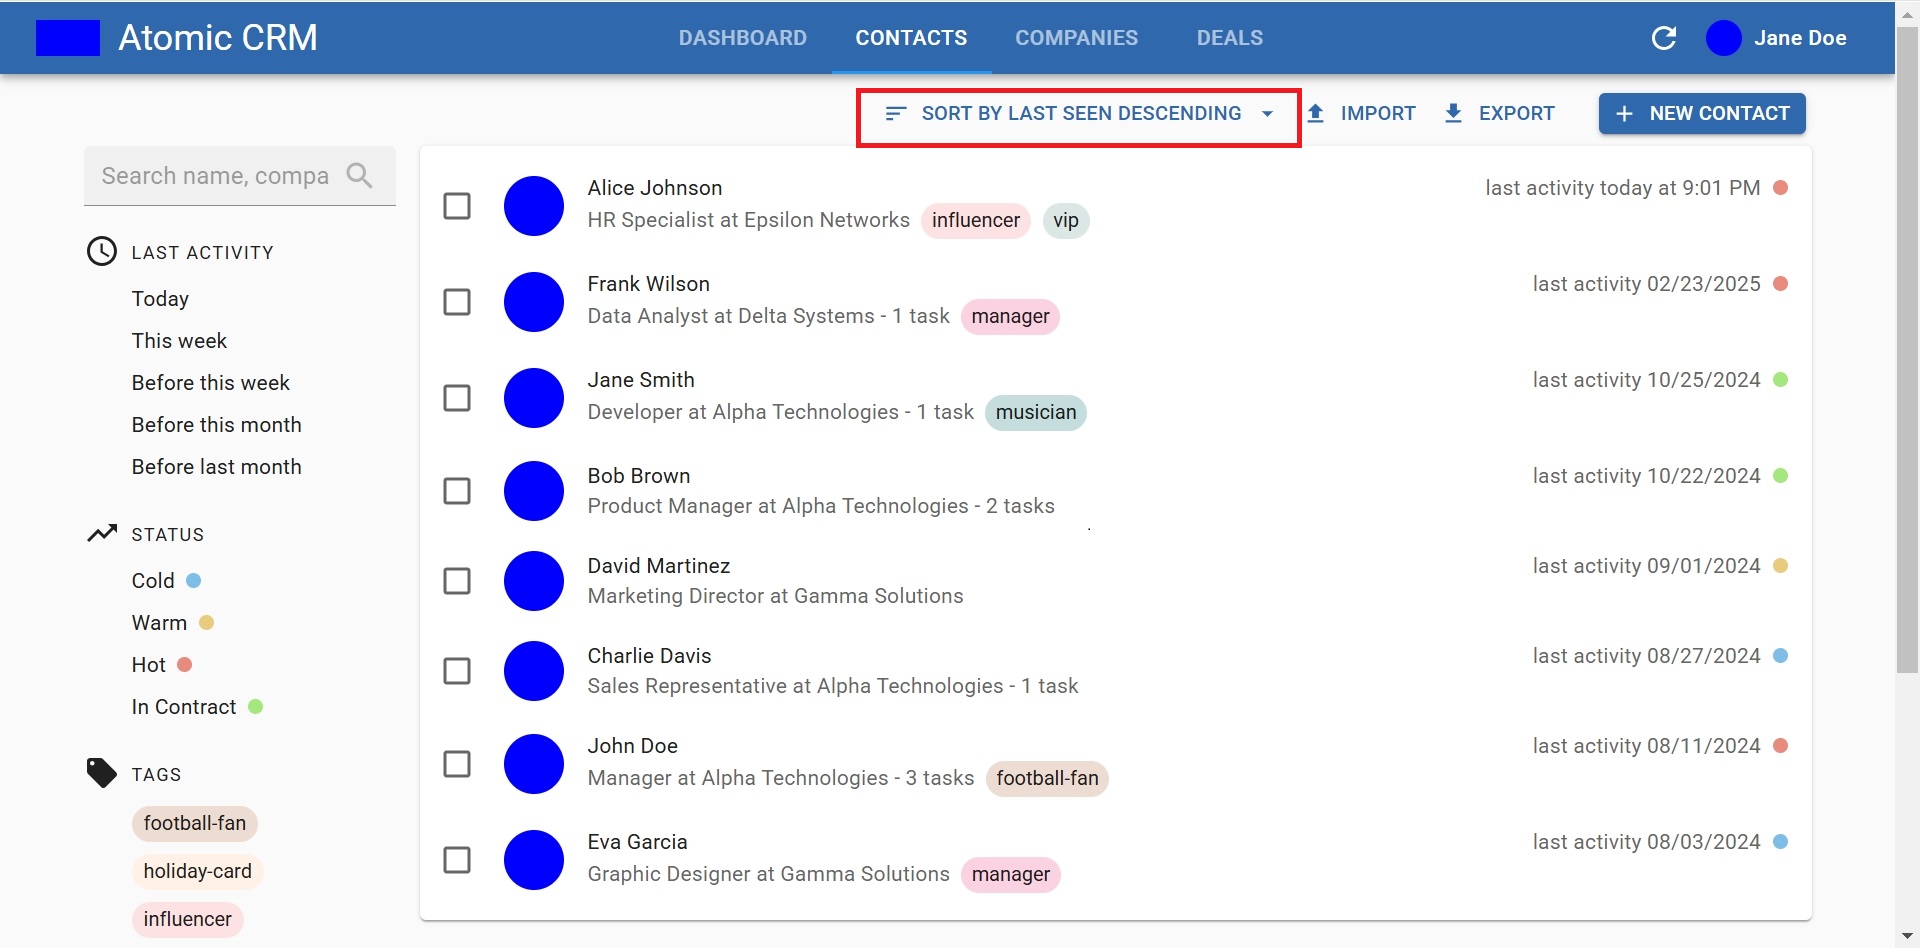 Atomic CRM
DASHBOARD
CONTACTS
COMPANIES
DEALS
Jane Doe
SORT BY LAST SEEN DESCENDING
IMPORT
EXPORT
NEW CONTACT
Search name, compa
LAST ACTIVITY
Today
This week
Before this week
Before this month
Before last month
STATUS
Cold
Warm
Hot
In Contract
TAGS
football-fan
holiday-card
influencer
Alice Johnson
HR Specialist at Epsilon Networks influencer vip
last activity today at 9:01 PM
Frank Wilson
Data Analyst at Delta Systems - 1 task manager
last activity 02/23/2025
Jane Smith
Developer at Alpha Technologies - 1 task musician
last activity 10/25/2024
Bob Brown
Product Manager at Alpha Technologies - 2 tasks
last activity 10/22/2024
David Martinez
Marketing Director at Gamma Solutions
last activity 09/01/2024
Charlie Davis
Sales Representative at Alpha Technologies - 1 task
last activity 08/27/2024
John Doe
Manager at Alpha Technologies - 3 tasks football-fan
last activity 08/11/2024
Eva Garcia
Graphic Designer at Gamma Solutions manager
last activity 08/03/2024